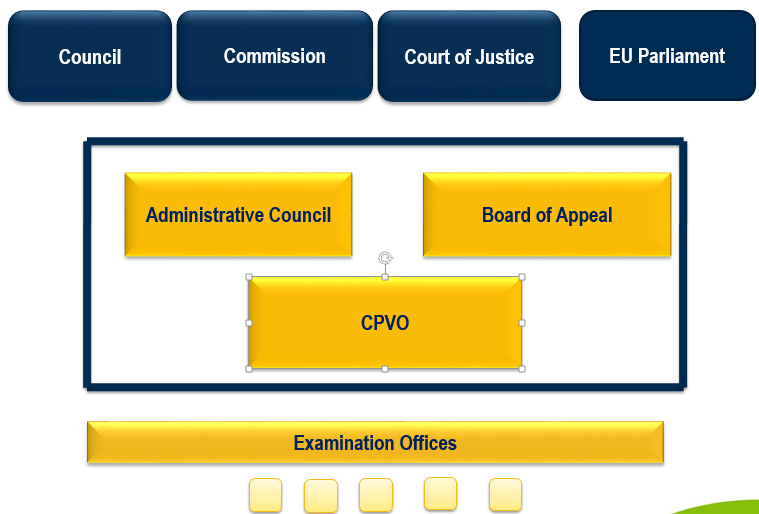 Council
Commission
Court of Justice
EU Parliament
Administrative Council
Board of Appeal
CPVO
Examination Offices